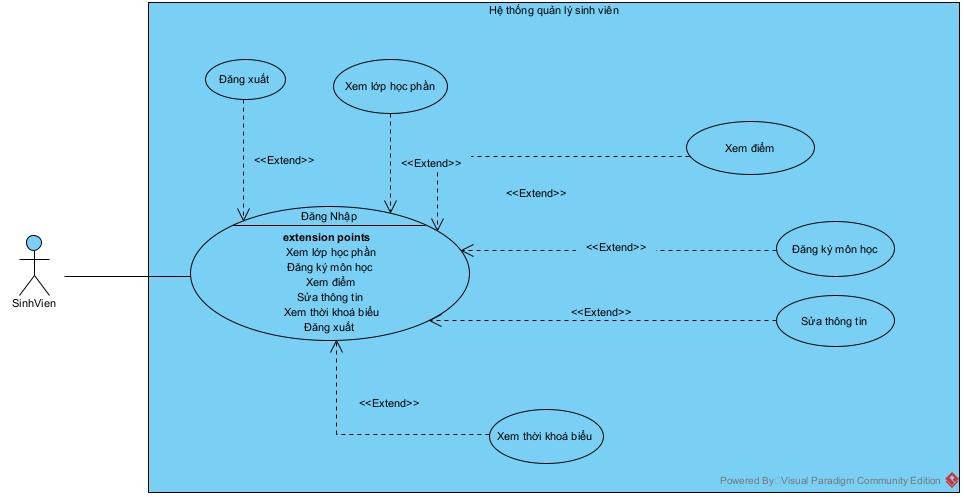 Hệ thống quản lý sinh viên
Đăng xuất
Xem lớp học phần
Xem điểm
<<Extend>>
<<Extend>>
<<Extend>>
Đăng Nhập
extension points
Xem lớp học phần
Đăng ký môn học
Xem điểm
Sửa thông tin
Xem thời khoá biểu
Đăng xuất
<<Extend>>
Đăng ký môn học
SinhVien
<<Extend>>
Sửa thông tin
<<Extend>>
Xem thời khoá biểu
Powered By: Visual Paradigm Community Edition